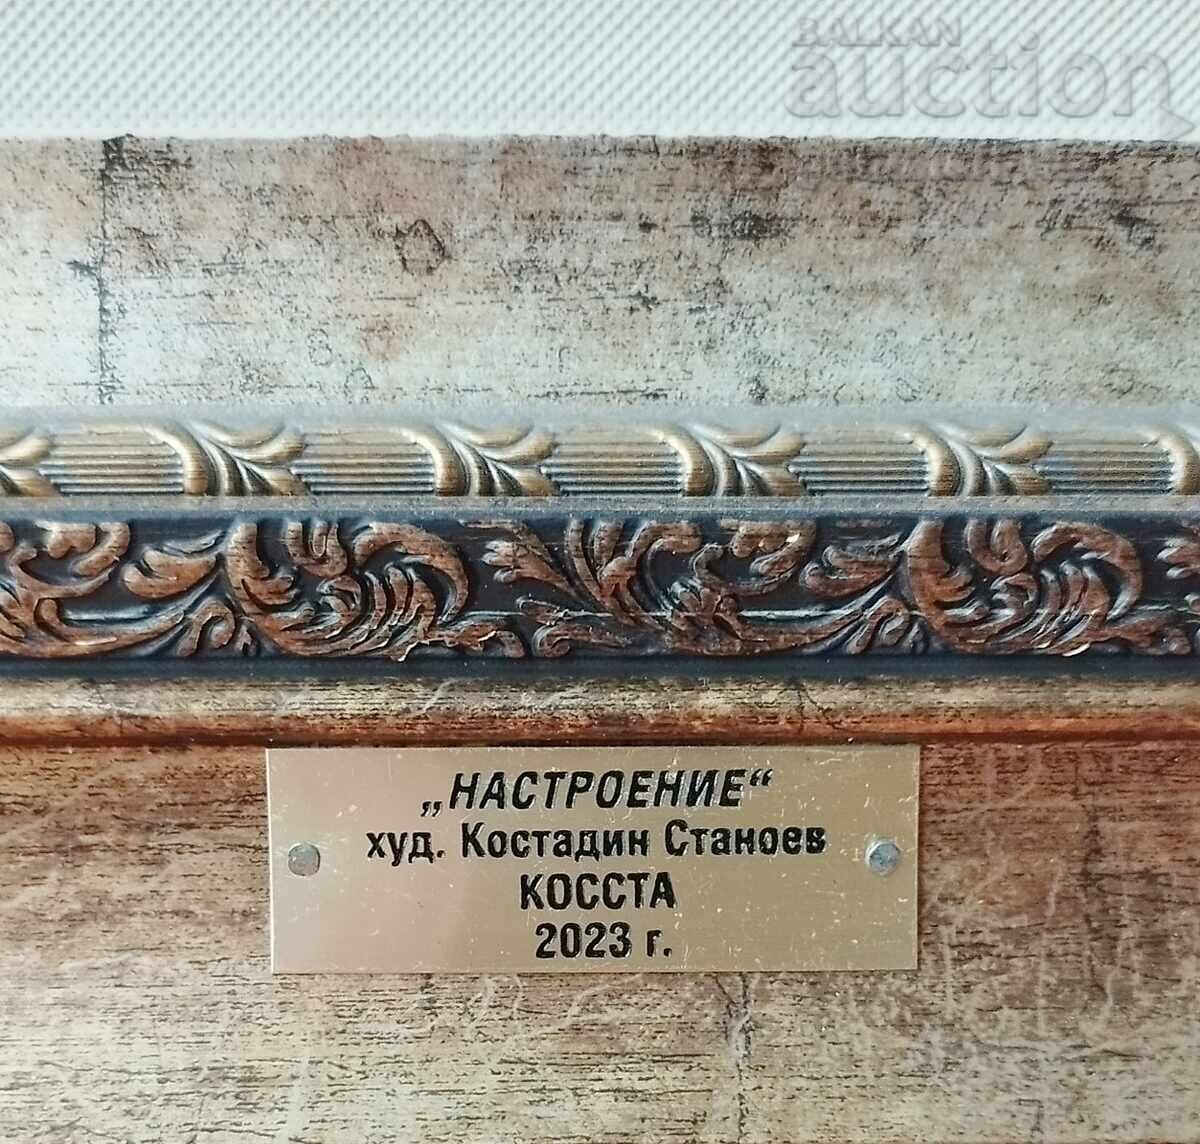 BALKAN
auction
„НАСТРОЕНИЕ“
худ. Костадин Станоев
КОССТА
2023 г.